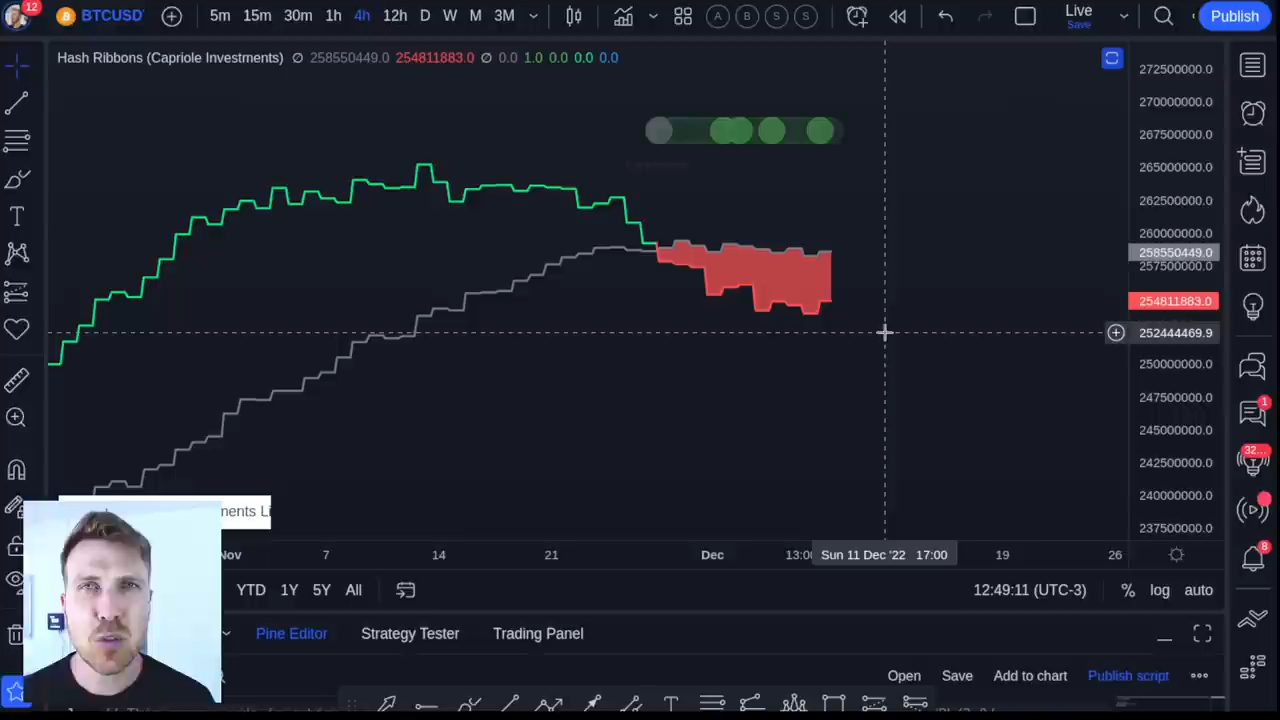 12
BTCUSD
5m 15m 30m 1h 4h 12h D W M 3M
A B S S
Live
Save
Publish
Hash Ribbons (Capriole Investments) ∅ 258550449.0 254811883.0 ∅ 0.0 1.0 0.0 0.0 0.0
272500000.0
270000000.0
267500000.0
265000000.0
262500000.0
260000000.0
258550449.0
257500000.0
254811883.0
252444469.9
250000000.0
247500000.0
245000000.0
242500000.0
240000000.0
237500000.0
1
32...
8
Nov 7 14 21 Dec 13:00 Sun 11 Dec '22 17:00 19 26
YTD 1Y 5Y All
12:49:11 (UTC-3) % log auto
Pine Editor Strategy Tester Trading Panel
Open Save Add to chart Publish script